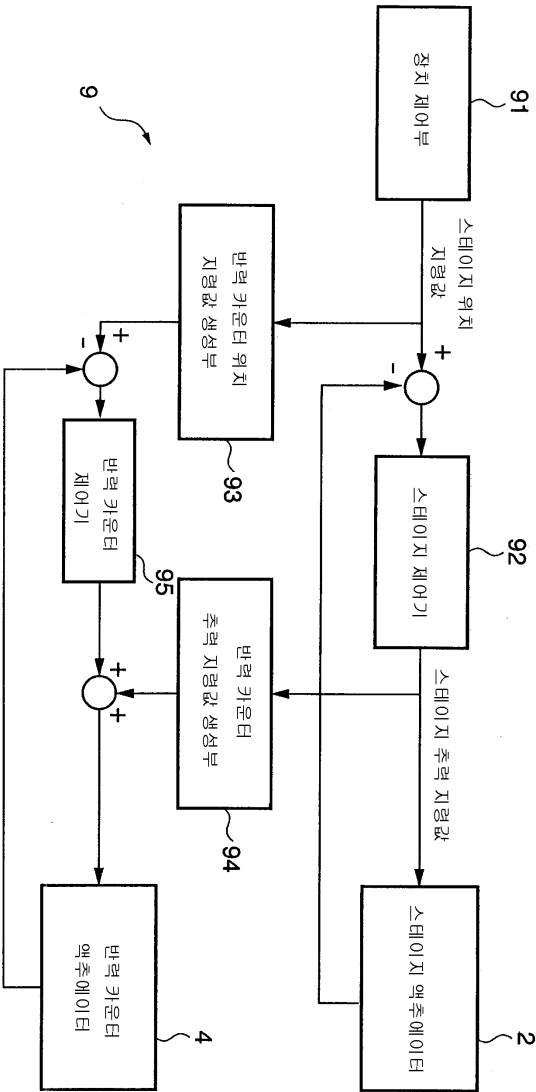 91
장치 제어부
스테이지 위치
지령값
+
-
스테이지 제어기
92
스테이지 추력 지령값
스테이지 액추에이터
2
9
반력 카운터 위치
지령값 생성부
93
반력 카운터
추력 지령값 생성부
94
+
-
반력 카운터
제어기
95
+
+
반력 카운터
액추에이터
4